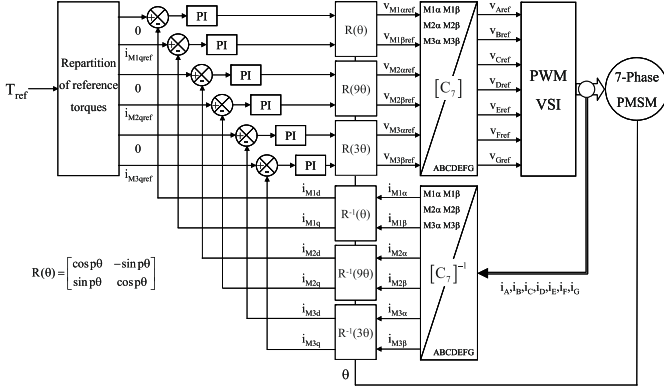 T_ref
Repartition
of reference
torques
0
i_M1qref
0
i_M2qref
0
i_M3qref
PI
PI
PI
PI
PI
PI
R(θ)
R(9θ)
R(3θ)
v_M1αref
v_M1βref
v_M2αref
v_M2βref
v_M3αref
v_M3βref
M1α M1β
M2α M2β
M3α M3β
[C₇]
ABCDEFG
v_Aref
v_Bref
v_Cref
v_Dref
v_Eref
v_Fref
v_Gref
PWM
VSI
7-Phase
PMSM
i_M1d
i_M1q
i_M2d
i_M2q
i_M3d
i_M3q
R⁻¹(θ)
R⁻¹(9θ)
R⁻¹(3θ)
i_M1α
i_M1β
i_M2α
i_M2β
i_M3α
i_M3β
M1α M1β
M2α M2β
M3α M3β
[C₇]⁻¹
ABCDEFG
i_A,i_B,i_C,i_D,i_E,i_F,i_G
R(θ) = [cos pθ −sin pθ
sin pθ cos pθ]
θ